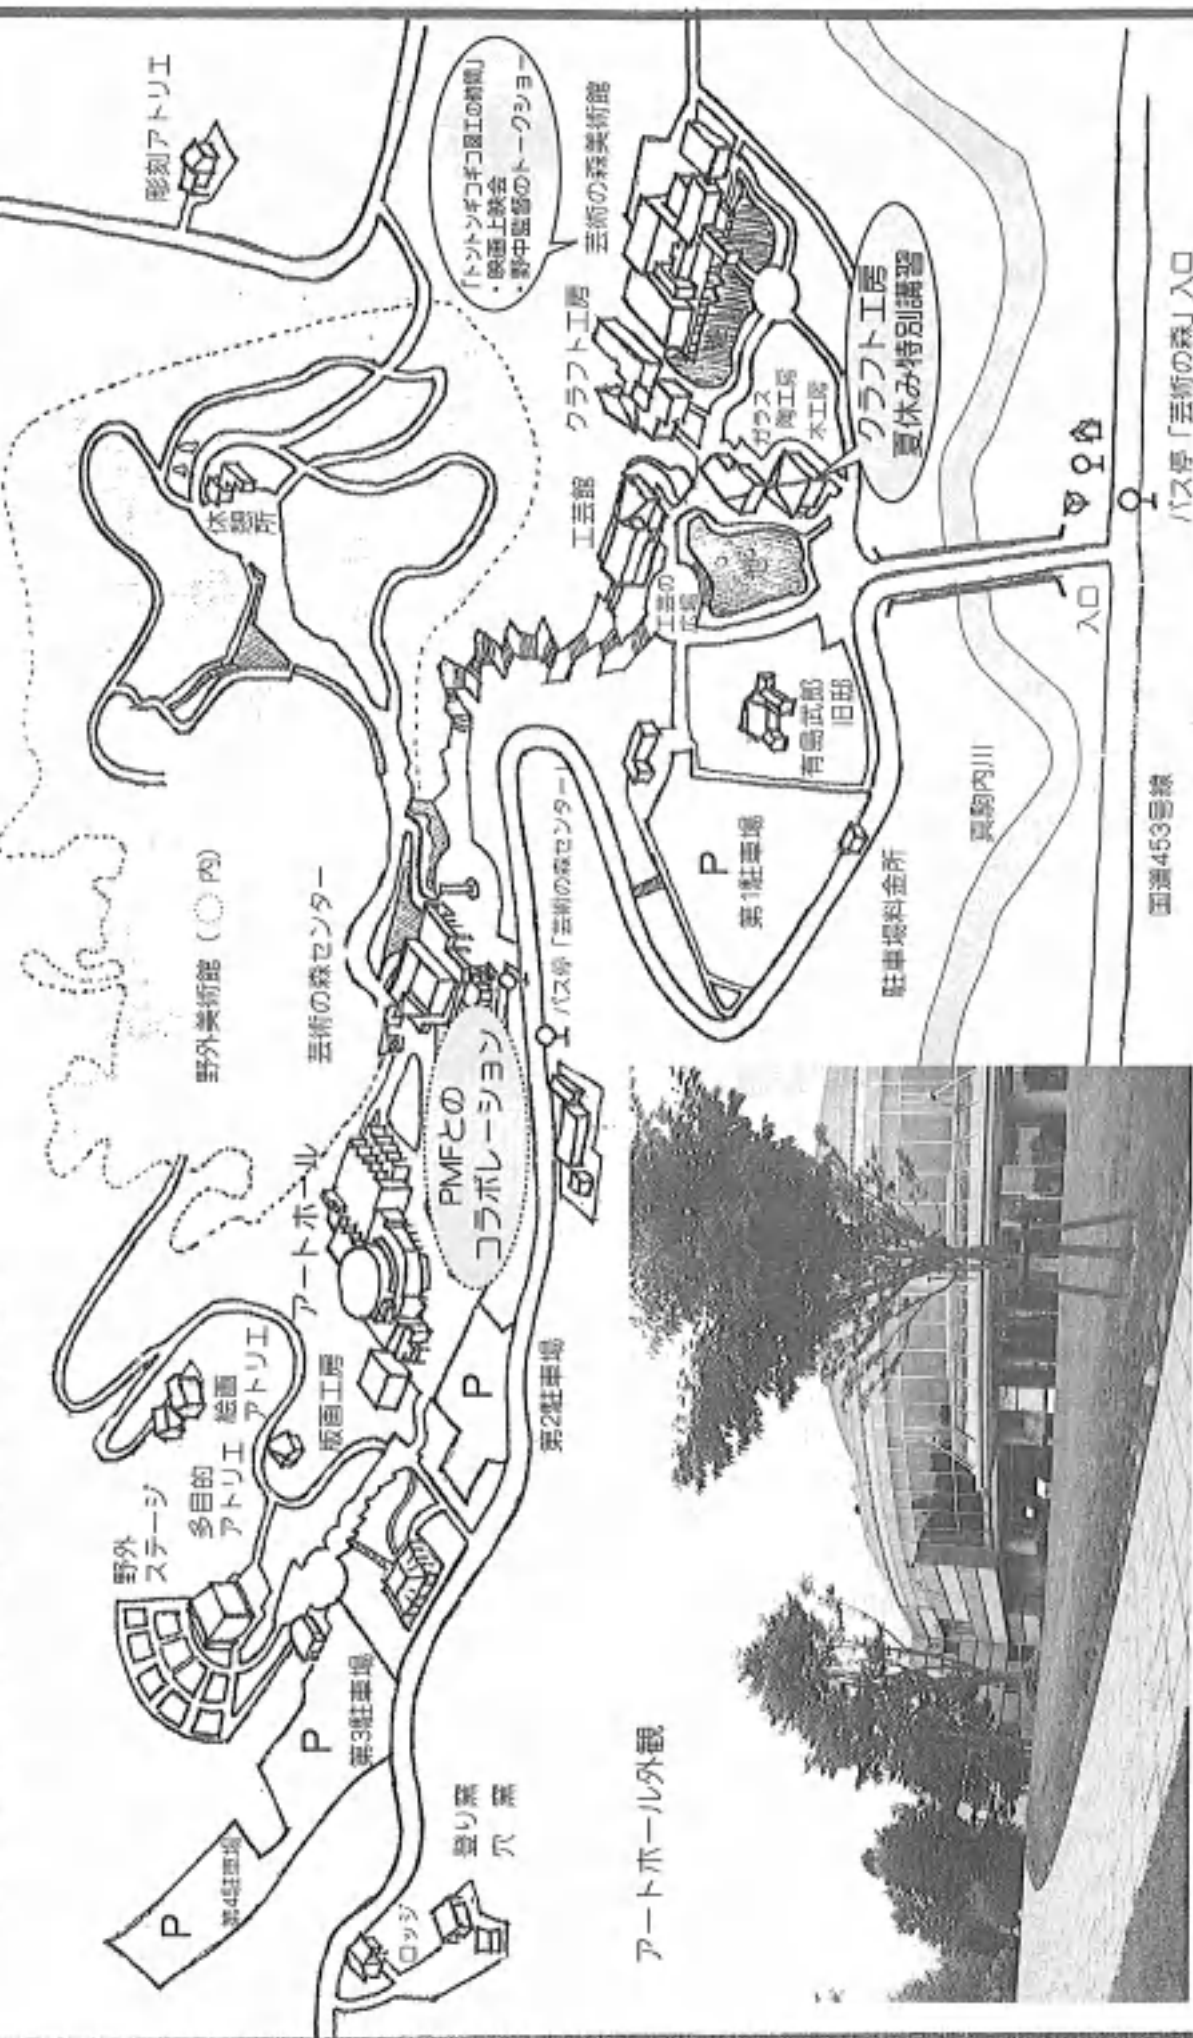 野外
ステージ
多目的
アトリエ
絵画
アトリエ
版画工房
アートホール
芸術の森センター
野外美術館（ 内）
休憩所
彫刻アトリエ
「トントンギコギコ図工の時間」
・映画上映会
・野中監督のトークショー
芸術の森美術館
クラフト工房
工芸館
工芸の
広場
池
ガラス
陶工房
木工房
クラフト工房
夏休み特別講習
P
第4駐車場
P
第3駐車場
P
第2駐車場
PMFとの
コラボレーション
バス停「芸術の森センター」
P
第1駐車場
有島武郎
旧邸
駐車場料金所
真駒内川
入口
バス停「芸術の森」入口
国道453号線
ロッジ
登り窯
穴 窯
アートホール外観